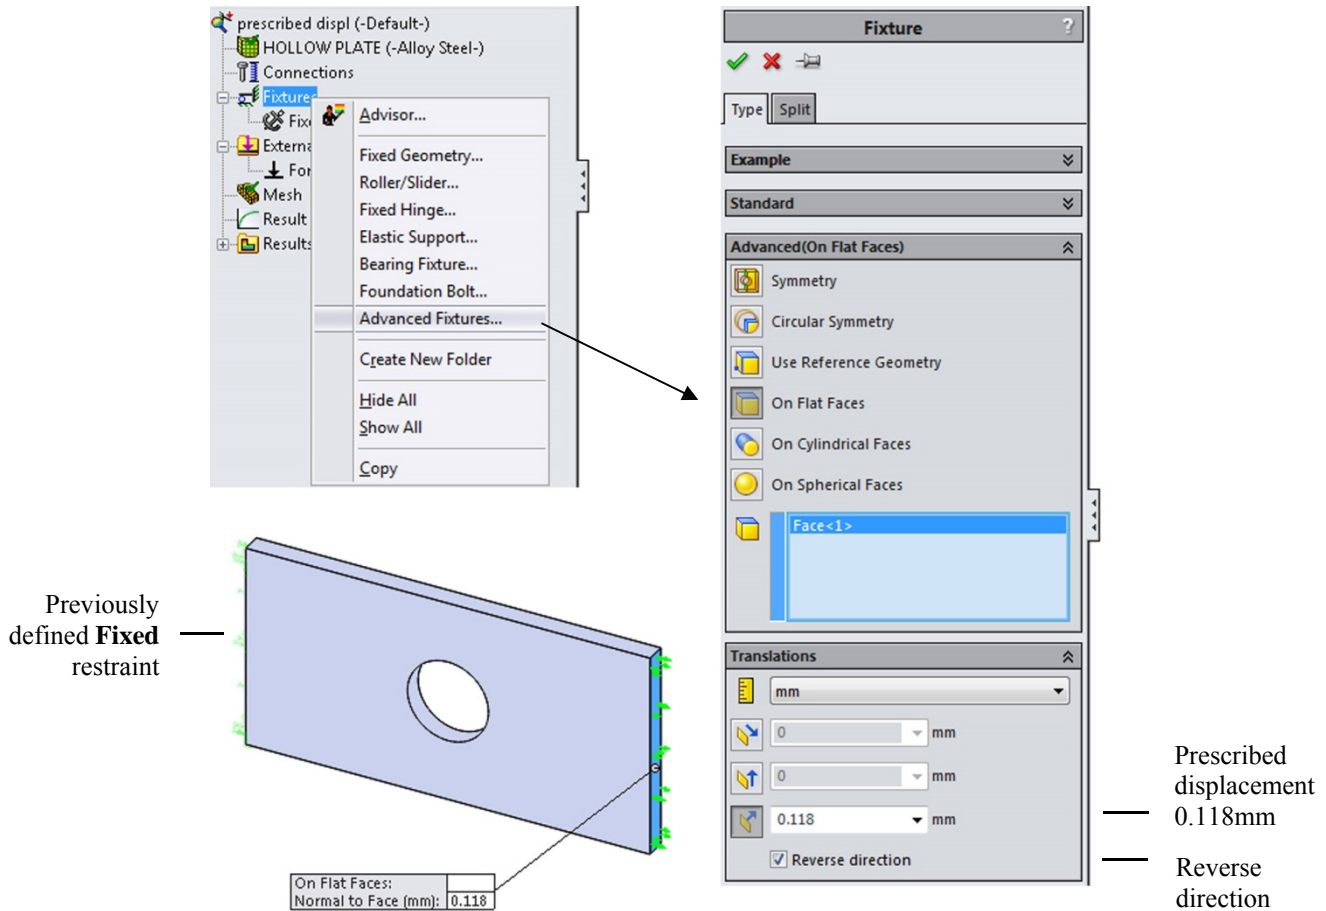 prescribed displ (-Default-)
HOLLOW PLATE (-Alloy Steel-)
Connections
Fixtures
Fix
Externa
For
Mesh
Result
Results
Advisor...
Fixed Geometry...
Roller/Slider...
Fixed Hinge...
Elastic Support...
Bearing Fixture...
Foundation Bolt...
Advanced Fixtures...
Create New Folder
Hide All
Show All
Copy
Previously
defined Fixed
restraint
On Flat Faces:
Normal to Face (mm): 0.118
Fixture
?
Type Split
Example
Standard
Advanced(On Flat Faces)
Symmetry
Circular Symmetry
Use Reference Geometry
On Flat Faces
On Cylindrical Faces
On Spherical Faces
Face<1>
Translations
mm
0 mm
0 mm
0.118 mm
Reverse direction
Prescribed
displacement
0.118mm
Reverse
direction